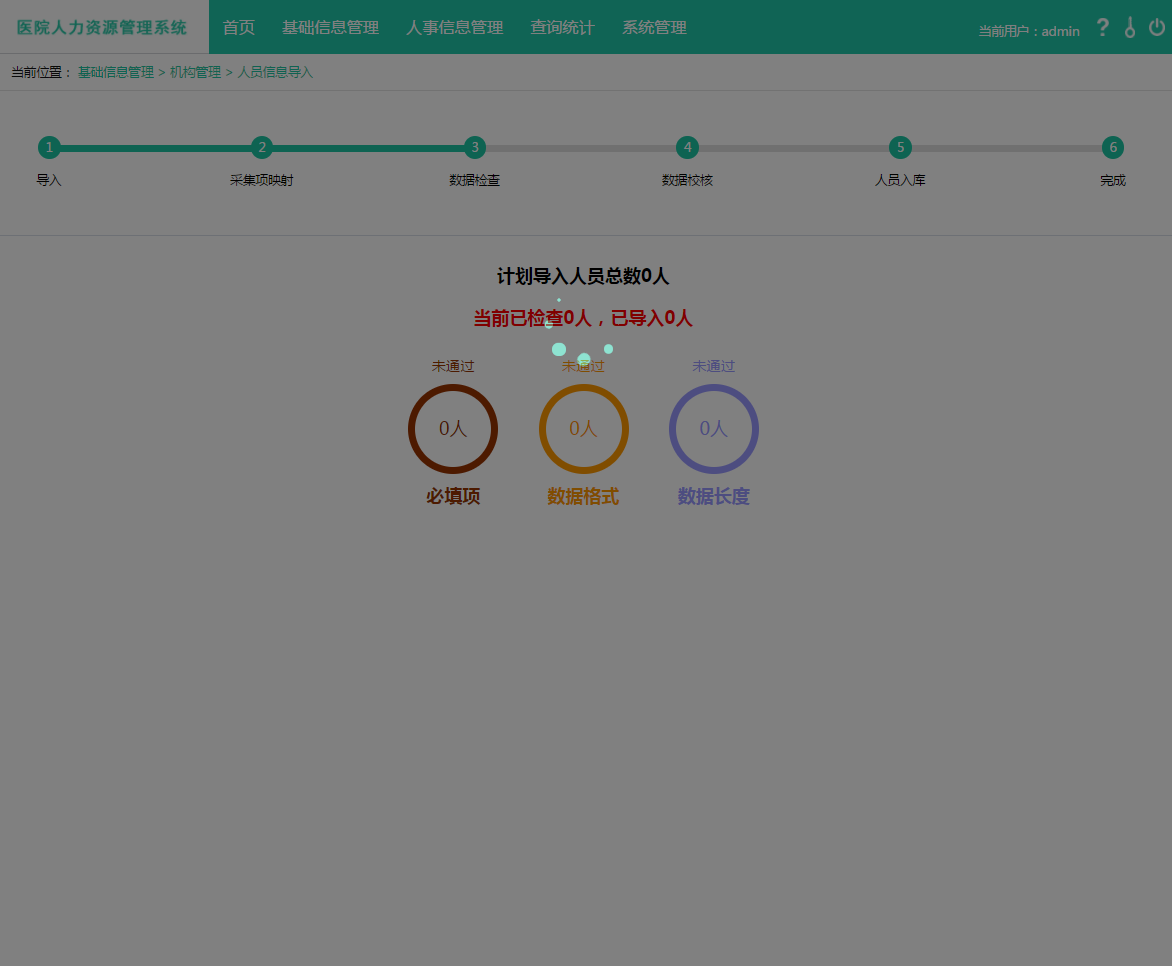 医院人力资源管理系统 首页 基础信息管理 人事信息管理 查询统计 系统管理 当前用户：admin ?
当前位置： 基础信息管理 > 机构管理 > 人员信息导入
1 2 3 4 5 6
导入 采集项映射 数据检查 数据校核 人员入库 完成
计划导入人员总数0人
当前已检查0人，已导入0人
未通过 未通过 未通过
0人 0人 0人
必填项 数据格式 数据长度